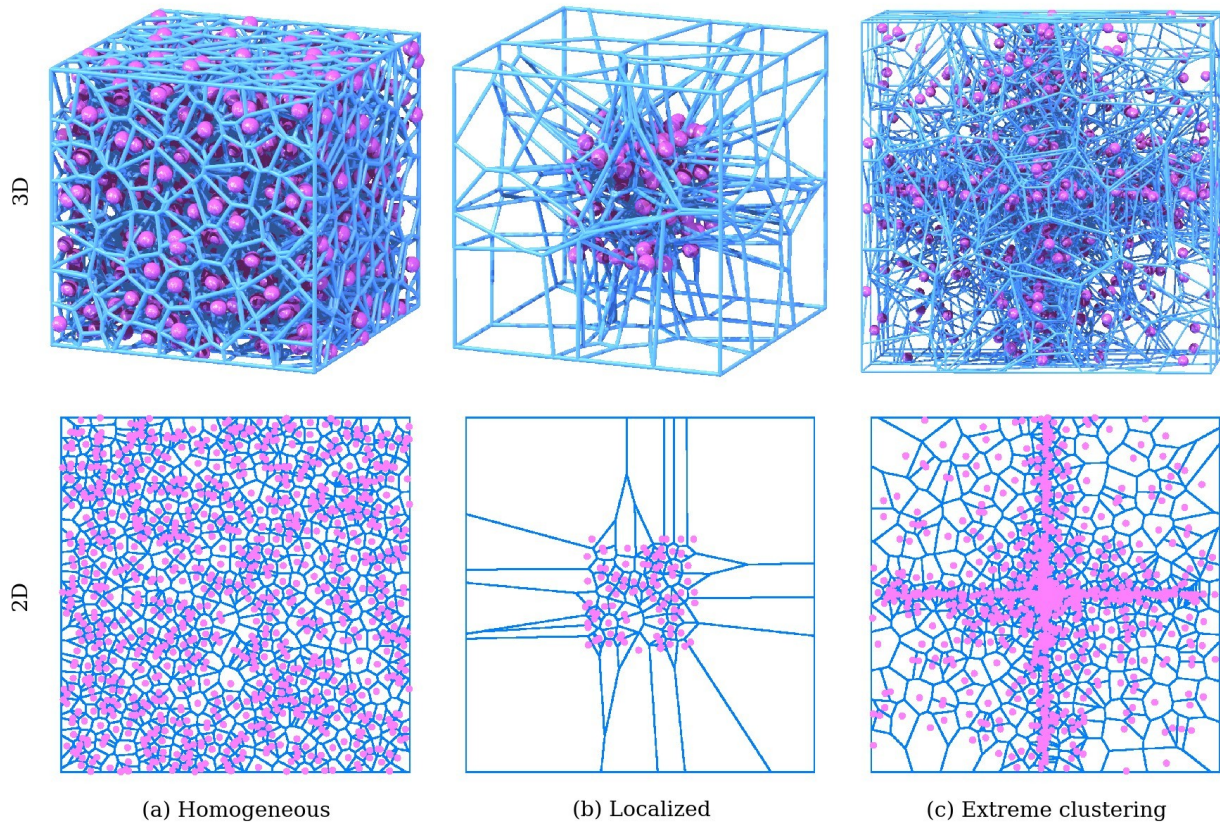 3D
2D
(a) Homogeneous
(b) Localized
(c) Extreme clustering